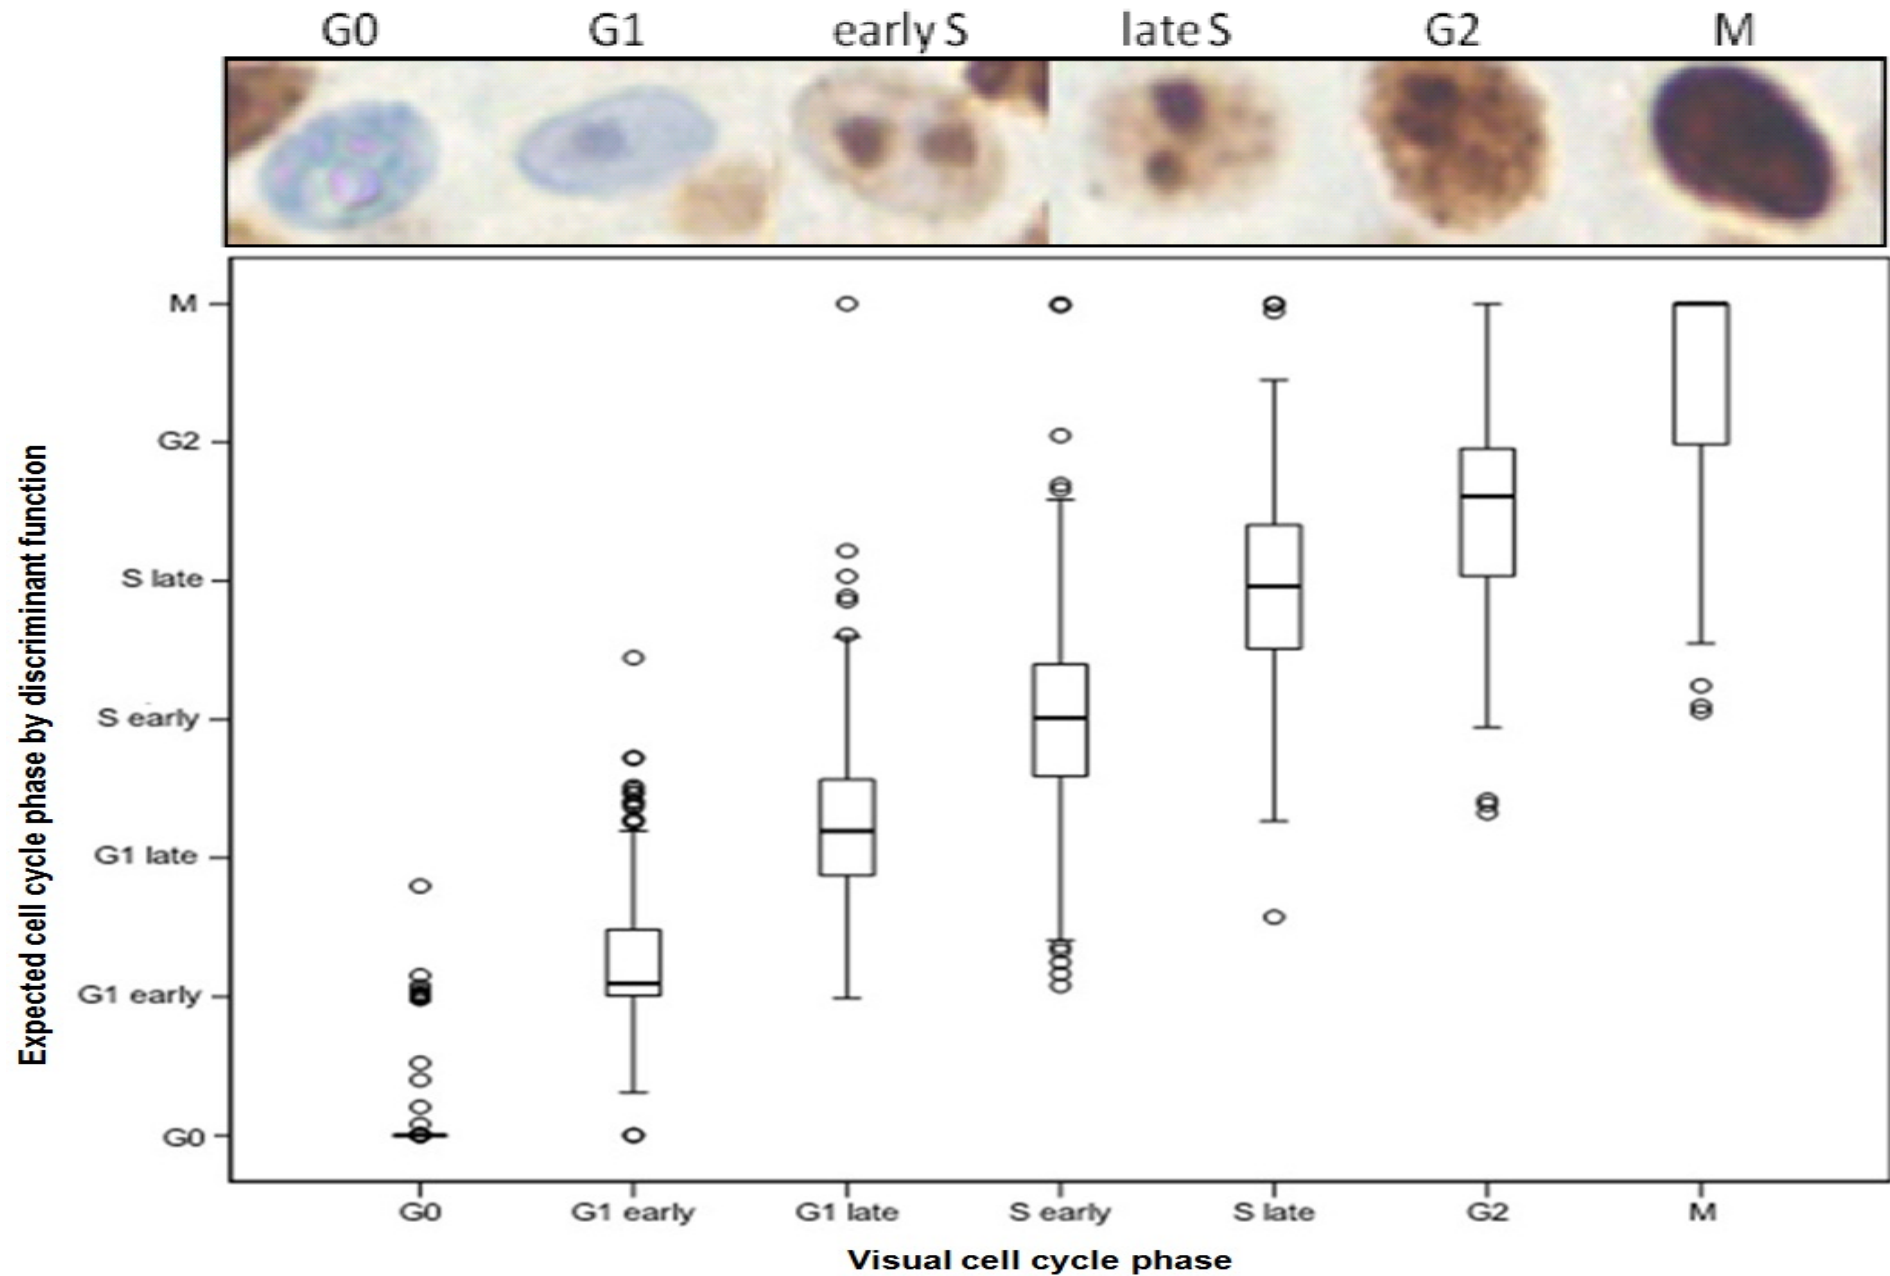 G0 G1 early S late S G2 M
M
G2
S late
S early
G1 late
G1 early
G0
Expected cell cycle phase by discriminant function
G0 G1 early G1 late S early S late G2 M
Visual cell cycle phase